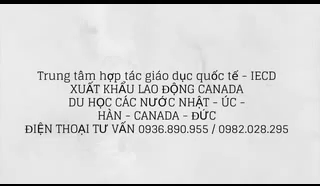 Trung tâm hợp tác giáo dục quốc tế - IECD
XUẤT KHẨU LAO ĐỘNG CANADA
DU HỌC CÁC NƯỚC NHẬT - ÚC -
HÀN - CANADA - ĐỨC
ĐIỆN THOẠI TƯ VẤN 0936.890.955 / 0982.028.295